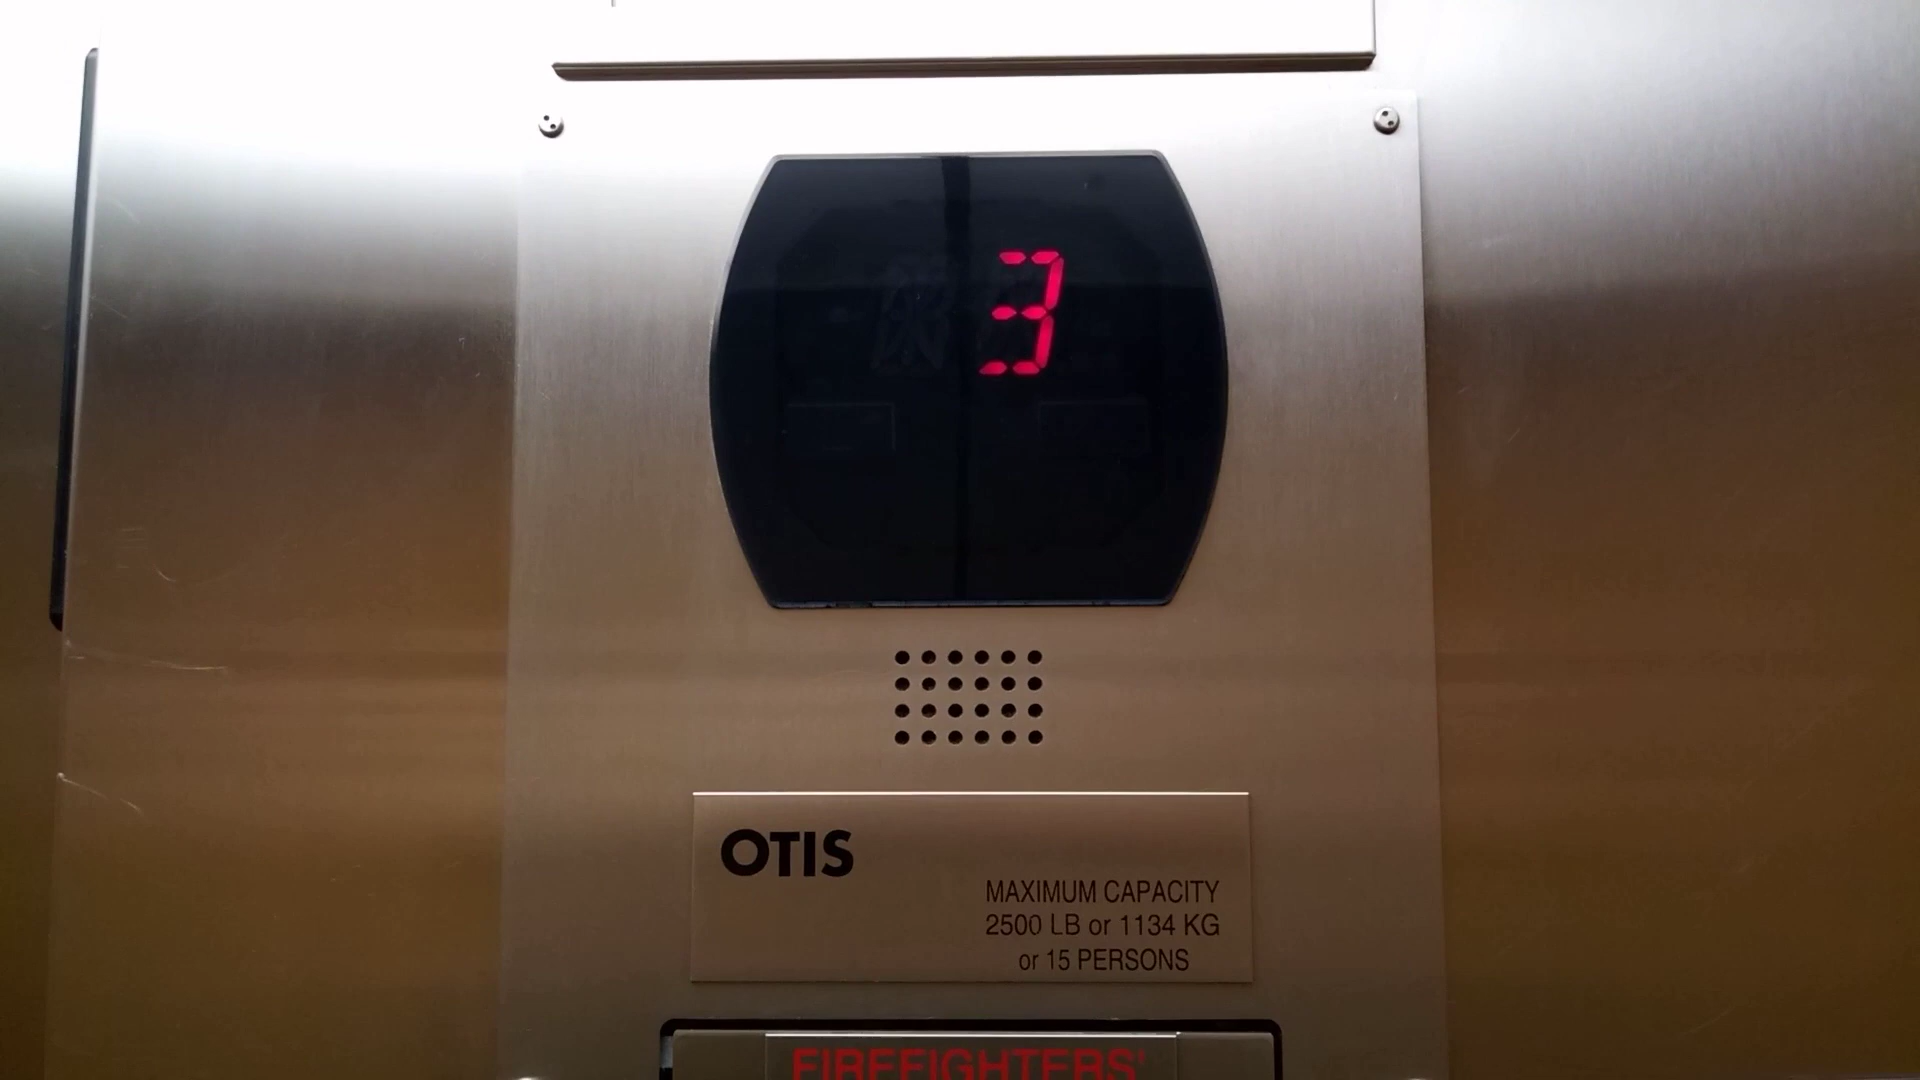 3
OTIS
MAXIMUM CAPACITY
2500 LB or 1134 KG
or 15 PERSONS
FIREFIGHTERS'